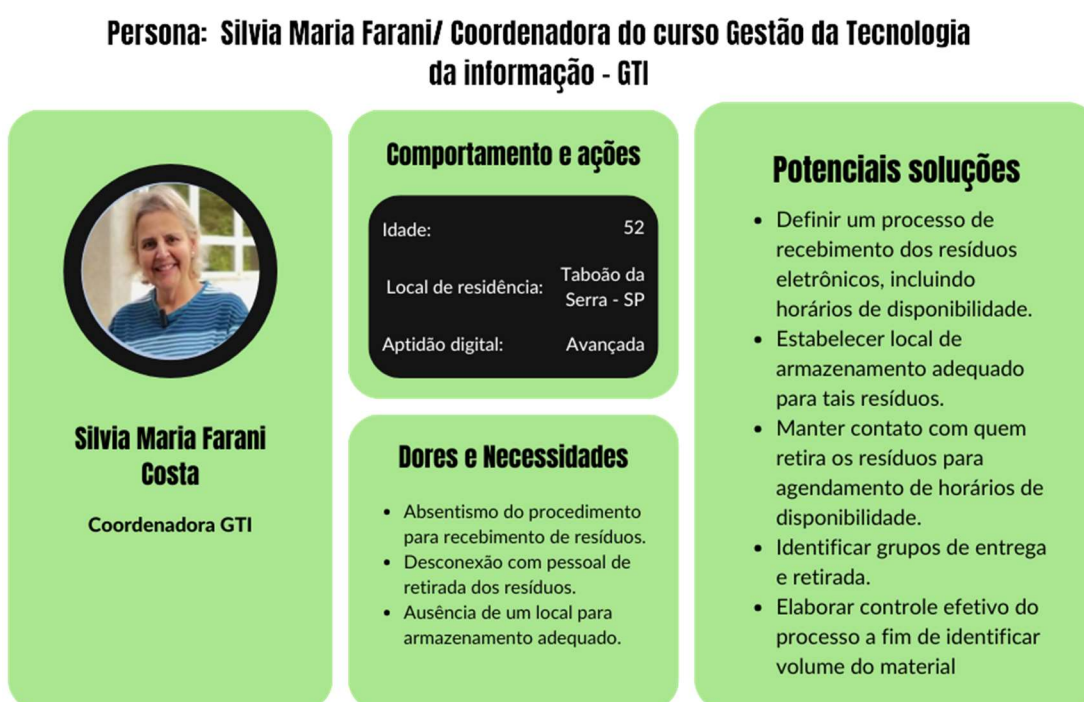 Persona:  Silvia Maria Farani/ Coordenadora do curso Gestão da Tecnologia
da informação - GTI
Silvia Maria Farani
Costa
Coordenadora GTI
Comportamento e ações
Idade: 52
Local de residência: Taboão da
Serra - SP
Aptidão digital: Avançada
Dores e Necessidades
• Absentismo do procedimento
para recebimento de resíduos.
• Desconexão com pessoal de
retirada dos resíduos.
• Ausência de um local para
armazenamento adequado.
Potenciais soluções
• Definir um processo de
recebimento dos resíduos
eletrônicos, incluindo
horários de disponibilidade.
• Estabelecer local de
armazenamento adequado
para tais resíduos.
• Manter contato com quem
retira os resíduos para
agendamento de horários de
disponibilidade.
• Identificar grupos de entrega
e retirada.
• Elaborar controle efetivo do
processo a fim de identificar
volume do material